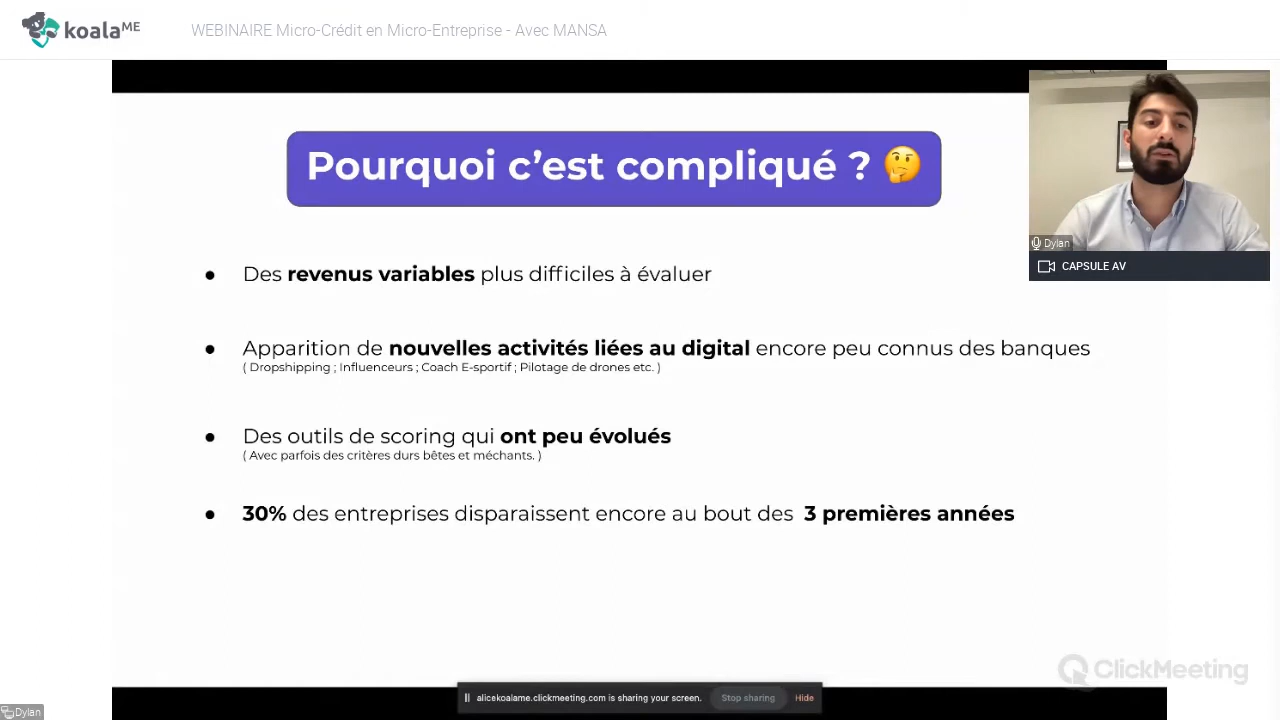 koalaME
WEBINAIRE Micro-Crédit en Micro-Entreprise - Avec MANSA
Pourquoi c’est compliqué ? 🤔
Dylan
CAPSULE AV
● Des revenus variables plus difficiles à évaluer
● Apparition de nouvelles activités liées au digital encore peu connus des banques
( Dropshipping ; Influenceurs ; Coach E-sportif ; Pilotage de drones etc. )
● Des outils de scoring qui ont peu évolués
( Avec parfois des critères durs bêtes et méchants. )
● 30% des entreprises disparaissent encore au bout des 3 premières années
ClickMeeting
alicekoalame.clickmeeting.com is sharing your screen. Stop sharing Hide
Dylan